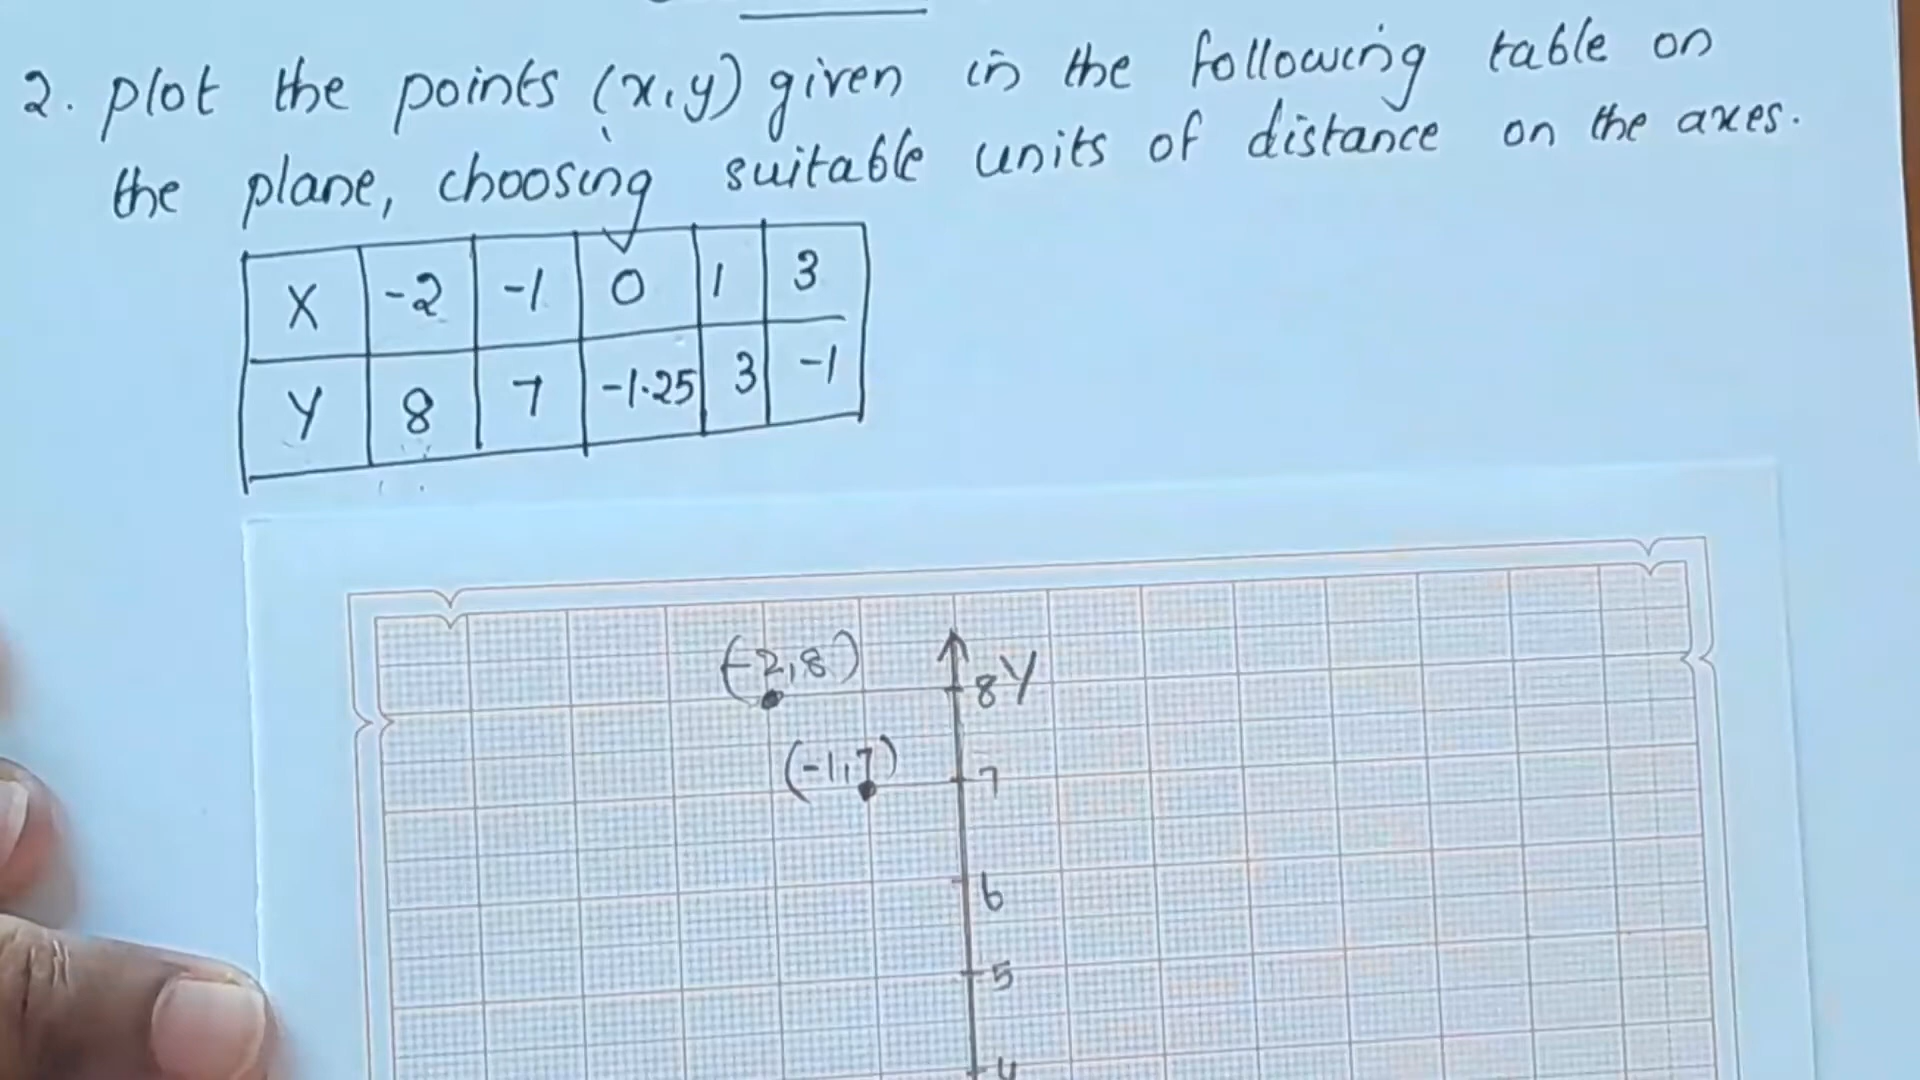 2. plot the points (x,y) given in the following table on
the plane, choosing suitable units of distance on the axes.
X -2 -1 0 1 3
Y 8 7 -1.25 3 -1
(-2,8)
8 Y
(-1,7)
7
6
5
4